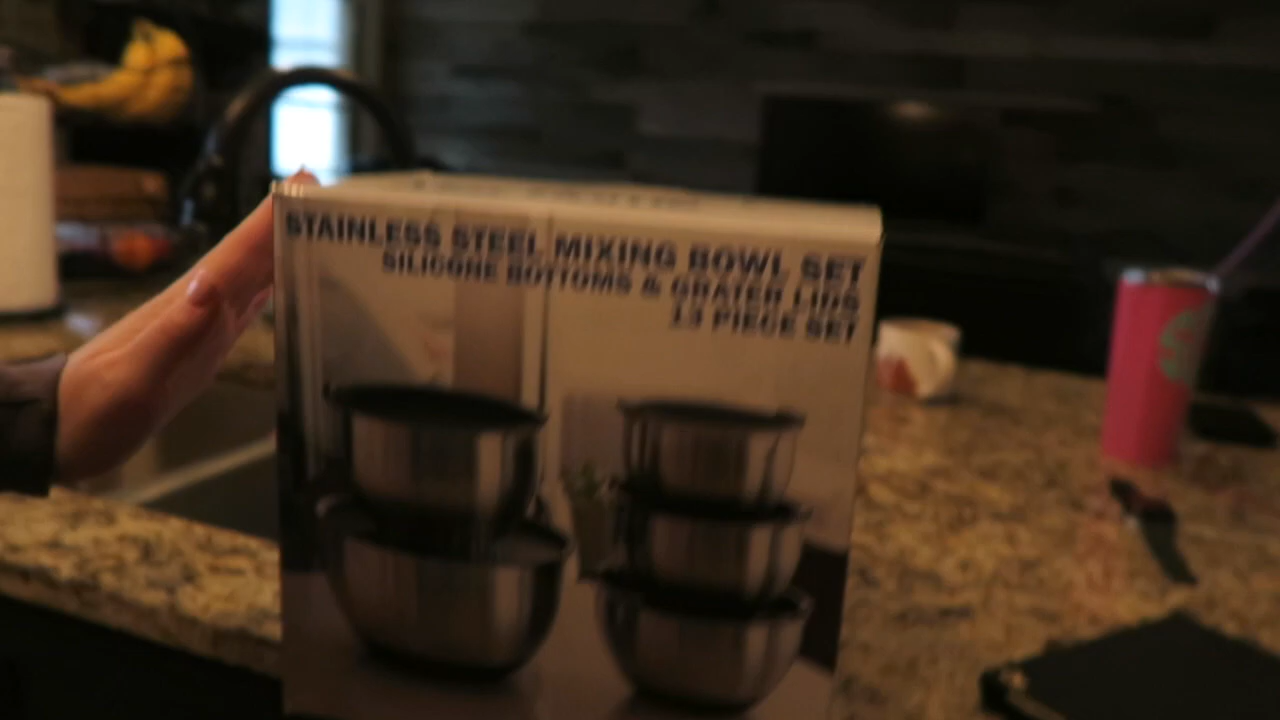 STAINLESS STEEL MIXING BOWL SET
SILICONE BOTTOMS & GRATER LIDS
13 PIECE SET